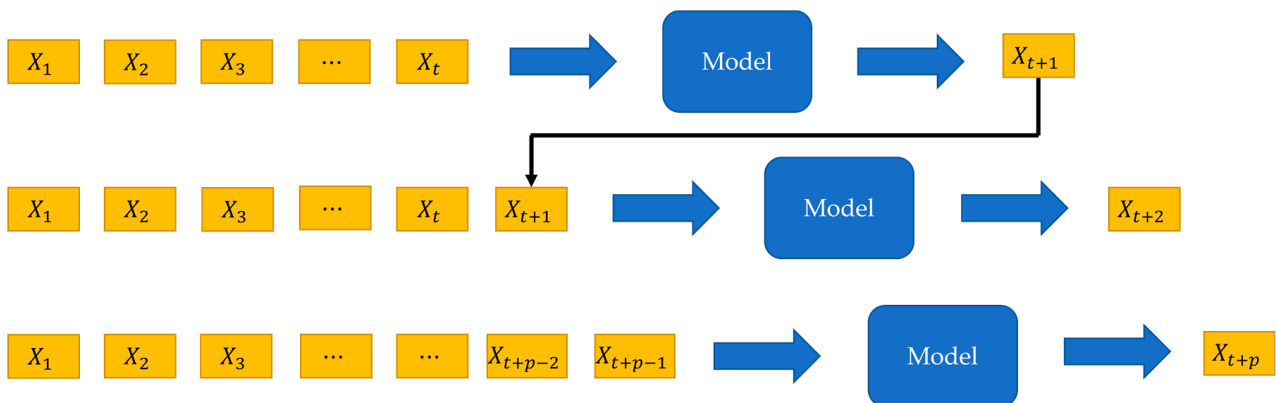 X_1 X_2 X_3 ... X_t Model X_{t+1}
X_1 X_2 X_3 ... X_t X_{t+1} Model X_{t+2}
X_1 X_2 X_3 ... ... X_{t+p-2} X_{t+p-1} Model X_{t+p}